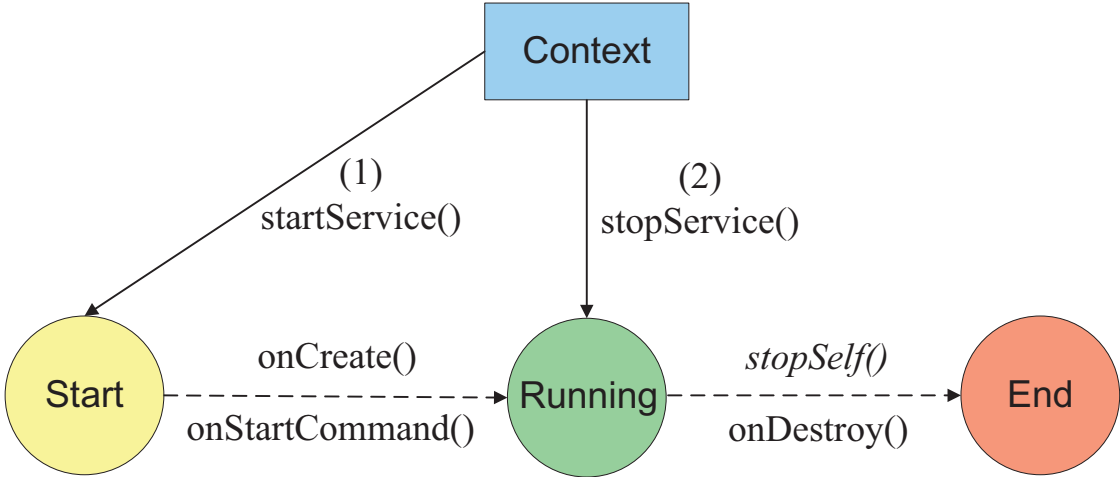 Context
(1)
startService()
(2)
stopService()
Start
onCreate()
onStartCommand()
Running
stopSelf()
onDestroy()
End